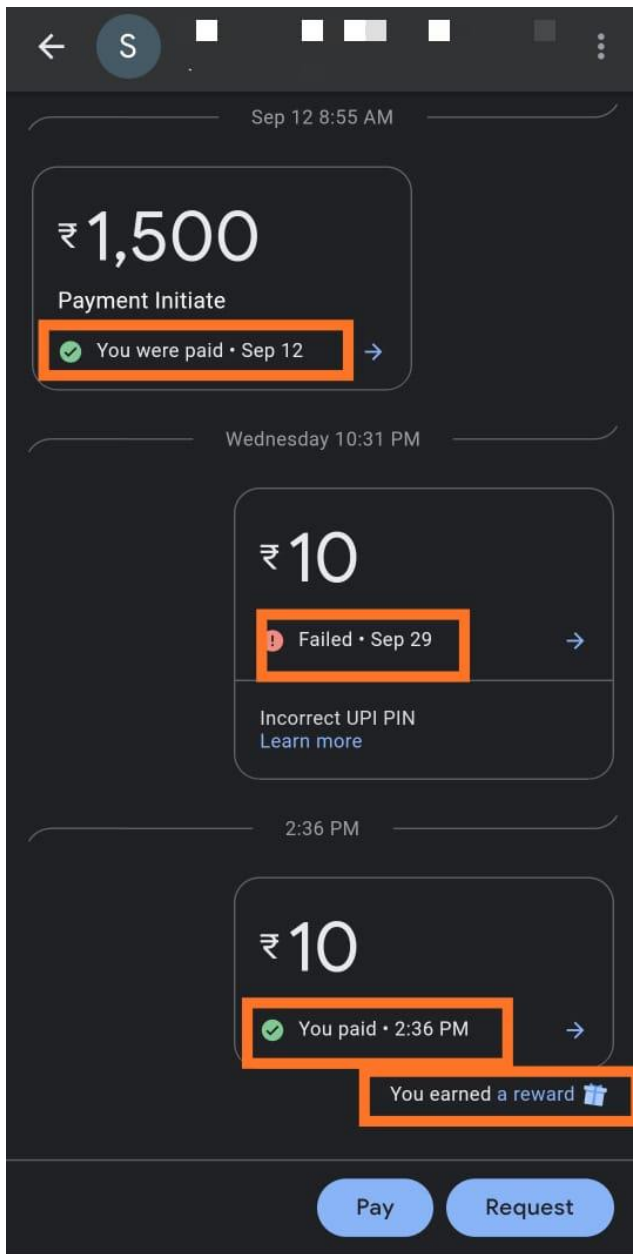 S
Sep 12 8:55 AM
₹1,500
Payment Initiate
You were paid • Sep 12
Wednesday 10:31 PM
₹10
Failed • Sep 29
Incorrect UPI PIN
Learn more
2:36 PM
₹10
You paid • 2:36 PM
You earned a reward
Pay
Request